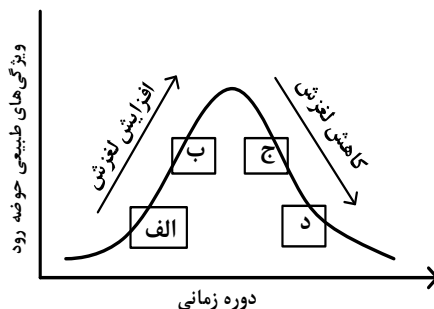 ویژگی‌های طبیعی حوضه رود
افزایش لغزش
کاهش لغزش
ب
ج
الف
د
دوره زمانی